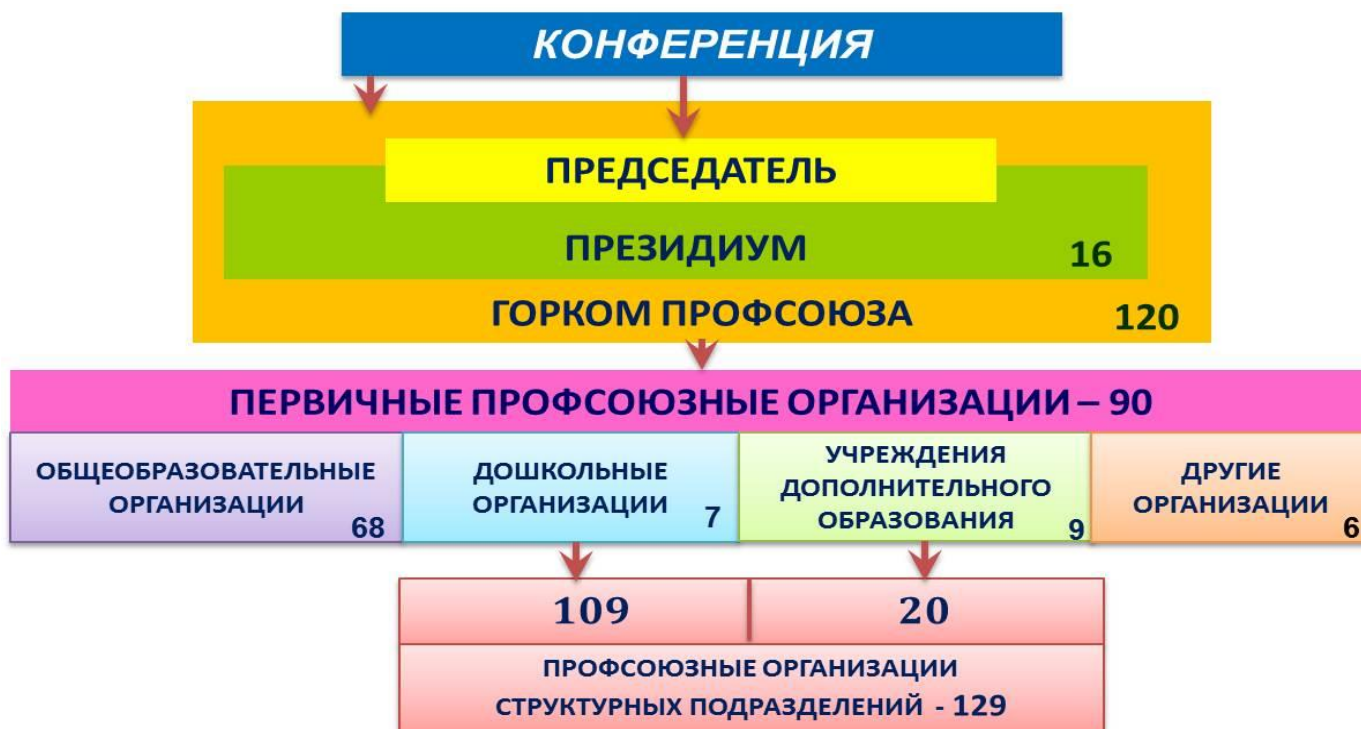 КОНФЕРЕНЦИЯ
ПРЕДСЕДАТЕЛЬ
ПРЕЗИДИУМ 16
ГОРКОМ ПРОФСОЮЗА 120
ПЕРВИЧНЫЕ ПРОФСОЮЗНЫЕ ОРГАНИЗАЦИИ – 90
ОБЩЕОБРАЗОВАТЕЛЬНЫЕ
ОРГАНИЗАЦИИ
68
ДОШКОЛЬНЫЕ
ОРГАНИЗАЦИИ
7
УЧРЕЖДЕНИЯ
ДОПОЛНИТЕЛЬНОГО
ОБРАЗОВАНИЯ
9
ДРУГИЕ
ОРГАНИЗАЦИИ
6
109
20
ПРОФСОЮЗНЫЕ ОРГАНИЗАЦИИ
СТРУКТУРНЫХ ПОДРАЗДЕЛЕНИЙ - 129